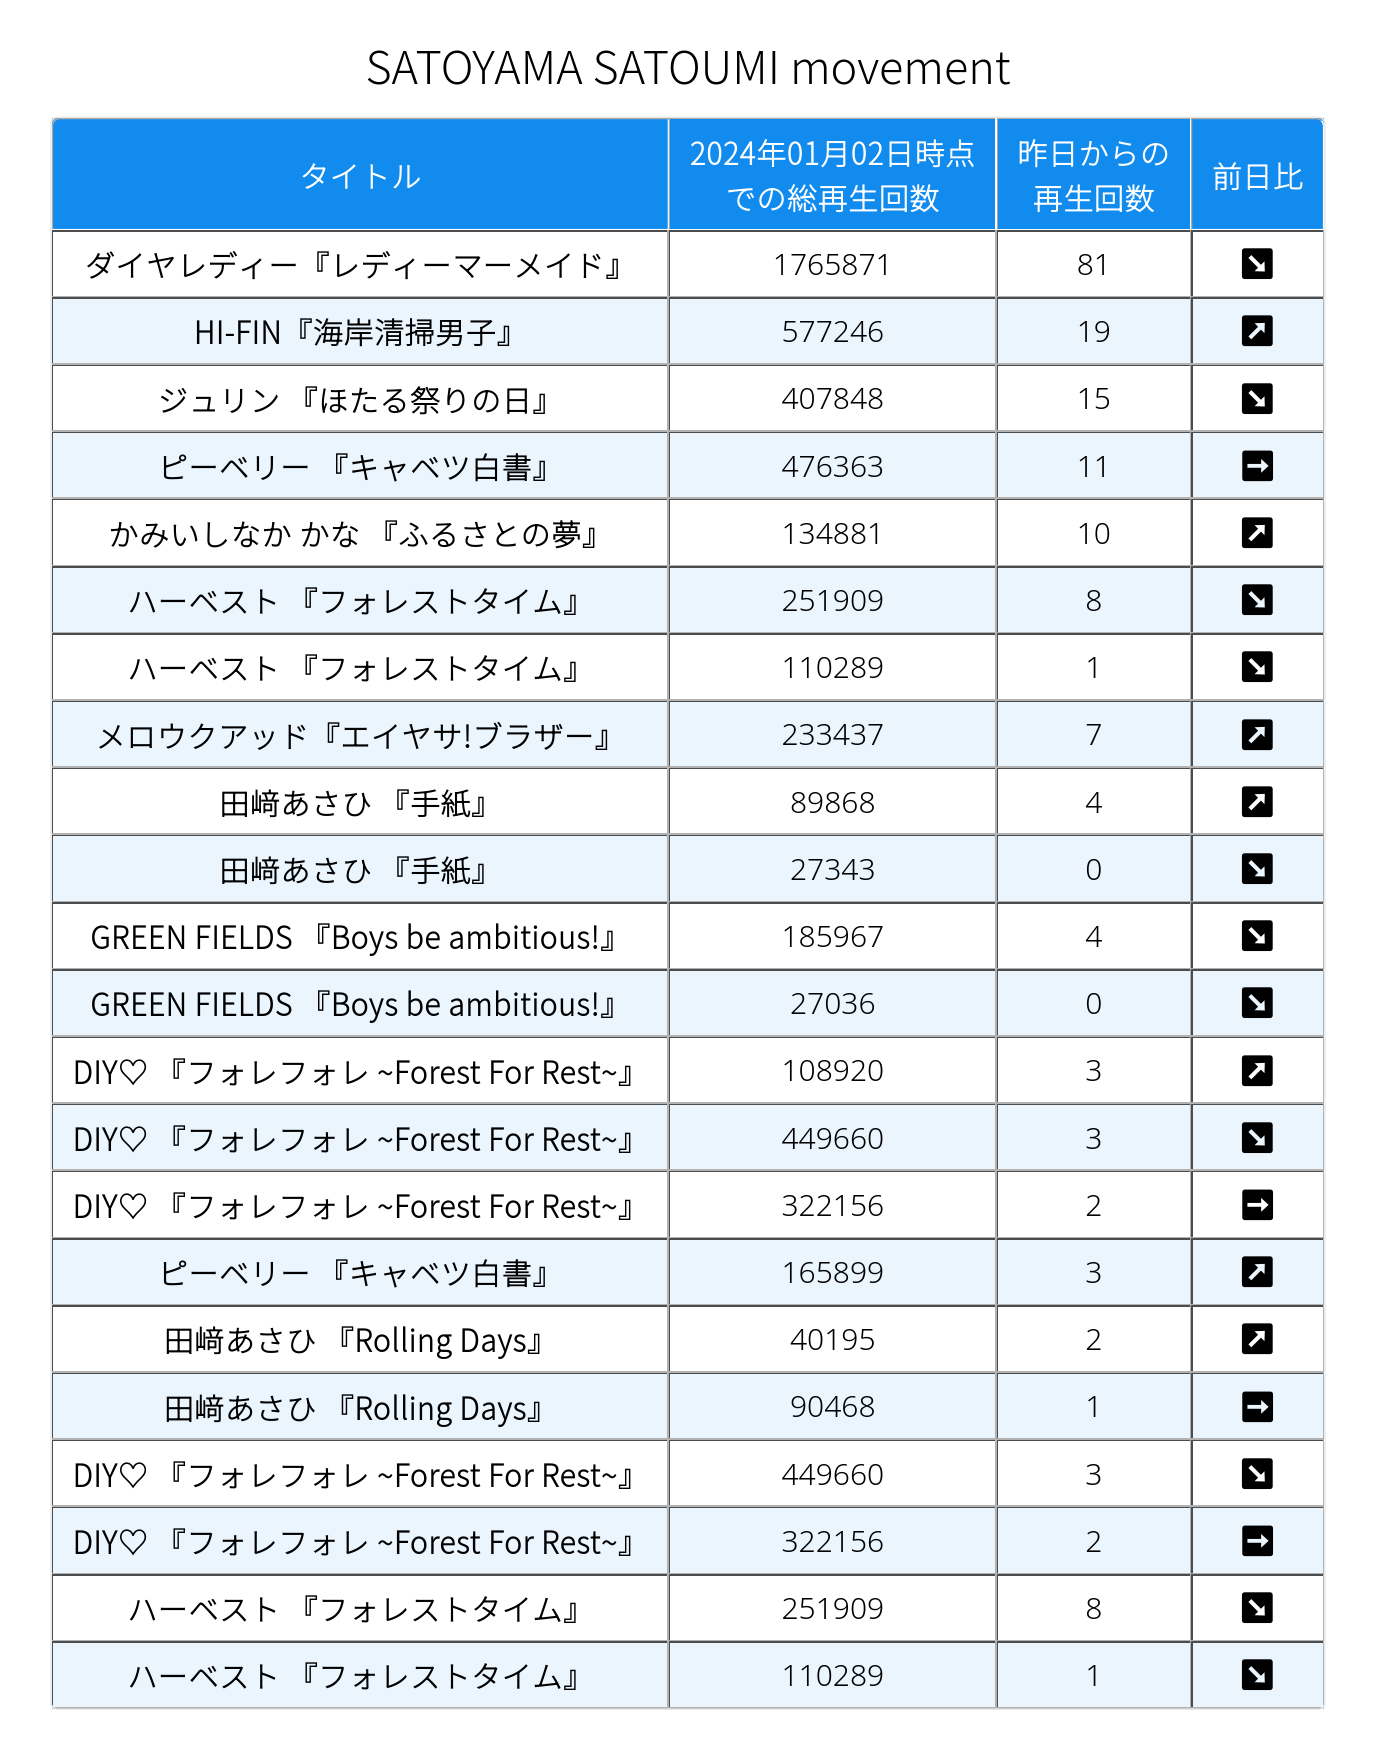 SATOYAMA SATOUMI movement
タイトル 2024年01月02日時点での総再生回数 昨日からの再生回数 前日比
ダイヤレディー『レディーマーメイド』 1765871 81 ↘
HI-FIN『海岸清掃男子』 577246 19 ↗
ジュリン 『ほたる祭りの日』 407848 15 ↘
ピーベリー 『キャベツ白書』 476363 11 →
かみいしなか かな 『ふるさとの夢』 134881 10 ↗
ハーベスト 『フォレストタイム』 251909 8 ↘
ハーベスト 『フォレストタイム』 110289 1 ↘
メロウクアッド『エイヤサ!ブラザー』 233437 7 ↗
田﨑あさひ 『手紙』 89868 4 ↗
田﨑あさひ 『手紙』 27343 0 ↘
GREEN FIELDS 『Boys be ambitious!』 185967 4 ↘
GREEN FIELDS 『Boys be ambitious!』 27036 0 ↘
DIY♡ 『フォレフォレ ~Forest For Rest~』 108920 3 ↗
DIY♡ 『フォレフォレ ~Forest For Rest~』 449660 3 ↘
DIY♡ 『フォレフォレ ~Forest For Rest~』 322156 2 →
ピーベリー 『キャベツ白書』 165899 3 ↗
田﨑あさひ 『Rolling Days』 40195 2 ↗
田﨑あさひ 『Rolling Days』 90468 1 →
DIY♡ 『フォレフォレ ~Forest For Rest~』 449660 3 ↘
DIY♡ 『フォレフォレ ~Forest For Rest~』 322156 2 →
ハーベスト 『フォレストタイム』 251909 8 ↘
ハーベスト 『フォレストタイム』 110289 1 ↘